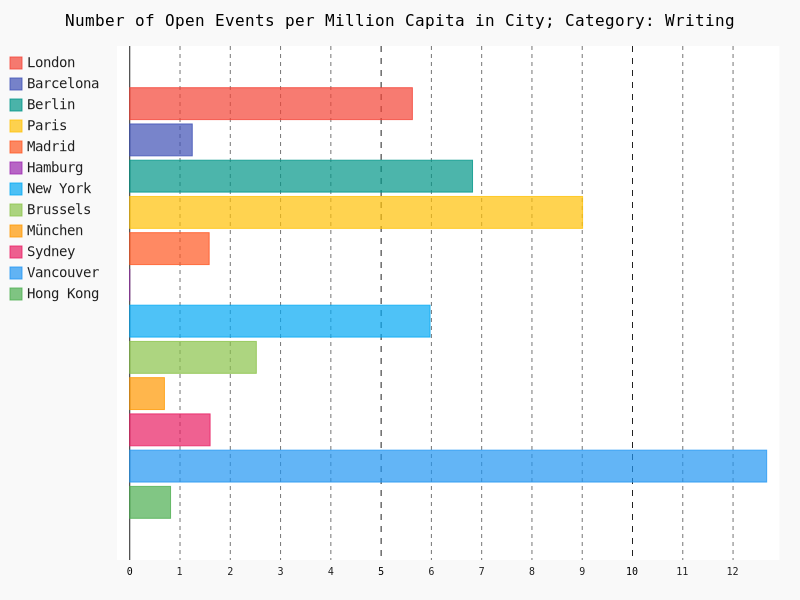 Number of Open Events per Million Capita in City; Category: Writing
London
Barcelona
Berlin
Paris
Madrid
Hamburg
New York
Brussels
München
Sydney
Vancouver
Hong Kong
0 1 2 3 4 5 6 7 8 9 10 11 12